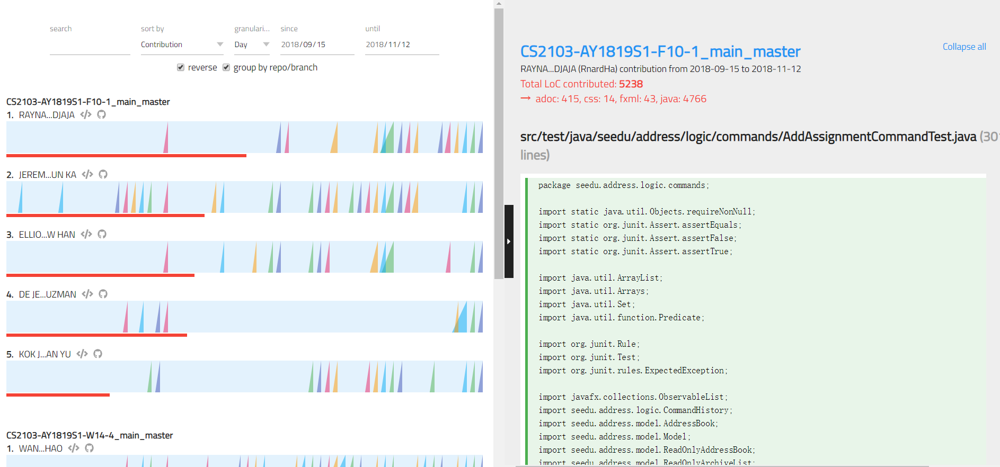 search
sort by
granulari...
since
until
Contribution
Day
2018/09/15
2018/11/12
reverse
group by repo/branch
CS2103-AY1819S1-F10-1_main_master
1. RAYNA...DJAJA
2. JEREM...UN KA
3. ELLIO...W HAN
4. DE JE...UZMAN
5. KOK J...AN YU
CS2103-AY1819S1-W14-4_main_master
1. WAN...HAO
CS2103-AY1819S1-F10-1_main_master
Collapse all
RAYNA...DJAJA (RnardHa) contribution from 2018-09-15 to 2018-11-12
Total LoC contributed: 5238
→ adoc: 415, css: 14, fxml: 43, java: 4766
src/test/java/seedu/address/logic/commands/AddAssignmentCommandTest.java (301
lines)
package seedu.address.logic.commands;
import static java.util.Objects.requireNonNull;
import static org.junit.Assert.assertEquals;
import static org.junit.Assert.assertFalse;
import static org.junit.Assert.assertTrue;
import java.util.ArrayList;
import java.util.Arrays;
import java.util.Set;
import java.util.function.Predicate;
import org.junit.Rule;
import org.junit.Test;
import org.junit.rules.ExpectedException;
import javafx.collections.ObservableList;
import seedu.address.logic.CommandHistory;
import seedu.address.model.AddressBook;
import seedu.address.model.Model;
import seedu.address.model.ReadOnlyAddressBook;
import seedu.address.model.ReadOnlyArchiveList;